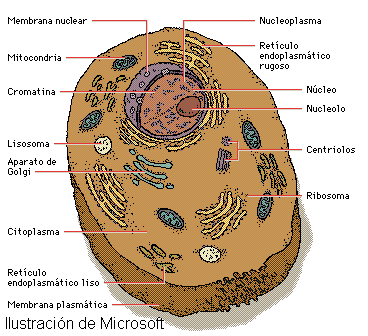 Membrana nuclear
Mitocondria
Cromatina
Lisosoma
Aparato de
Golgi
Citoplasma
Retículo
endoplasmático liso
Membrana plasmática
Nucleoplasma
Retículo
endoplasmático
rugoso
Núcleo
Nucleolo
Centriolos
Ribosoma
Ilustración de Microsoft